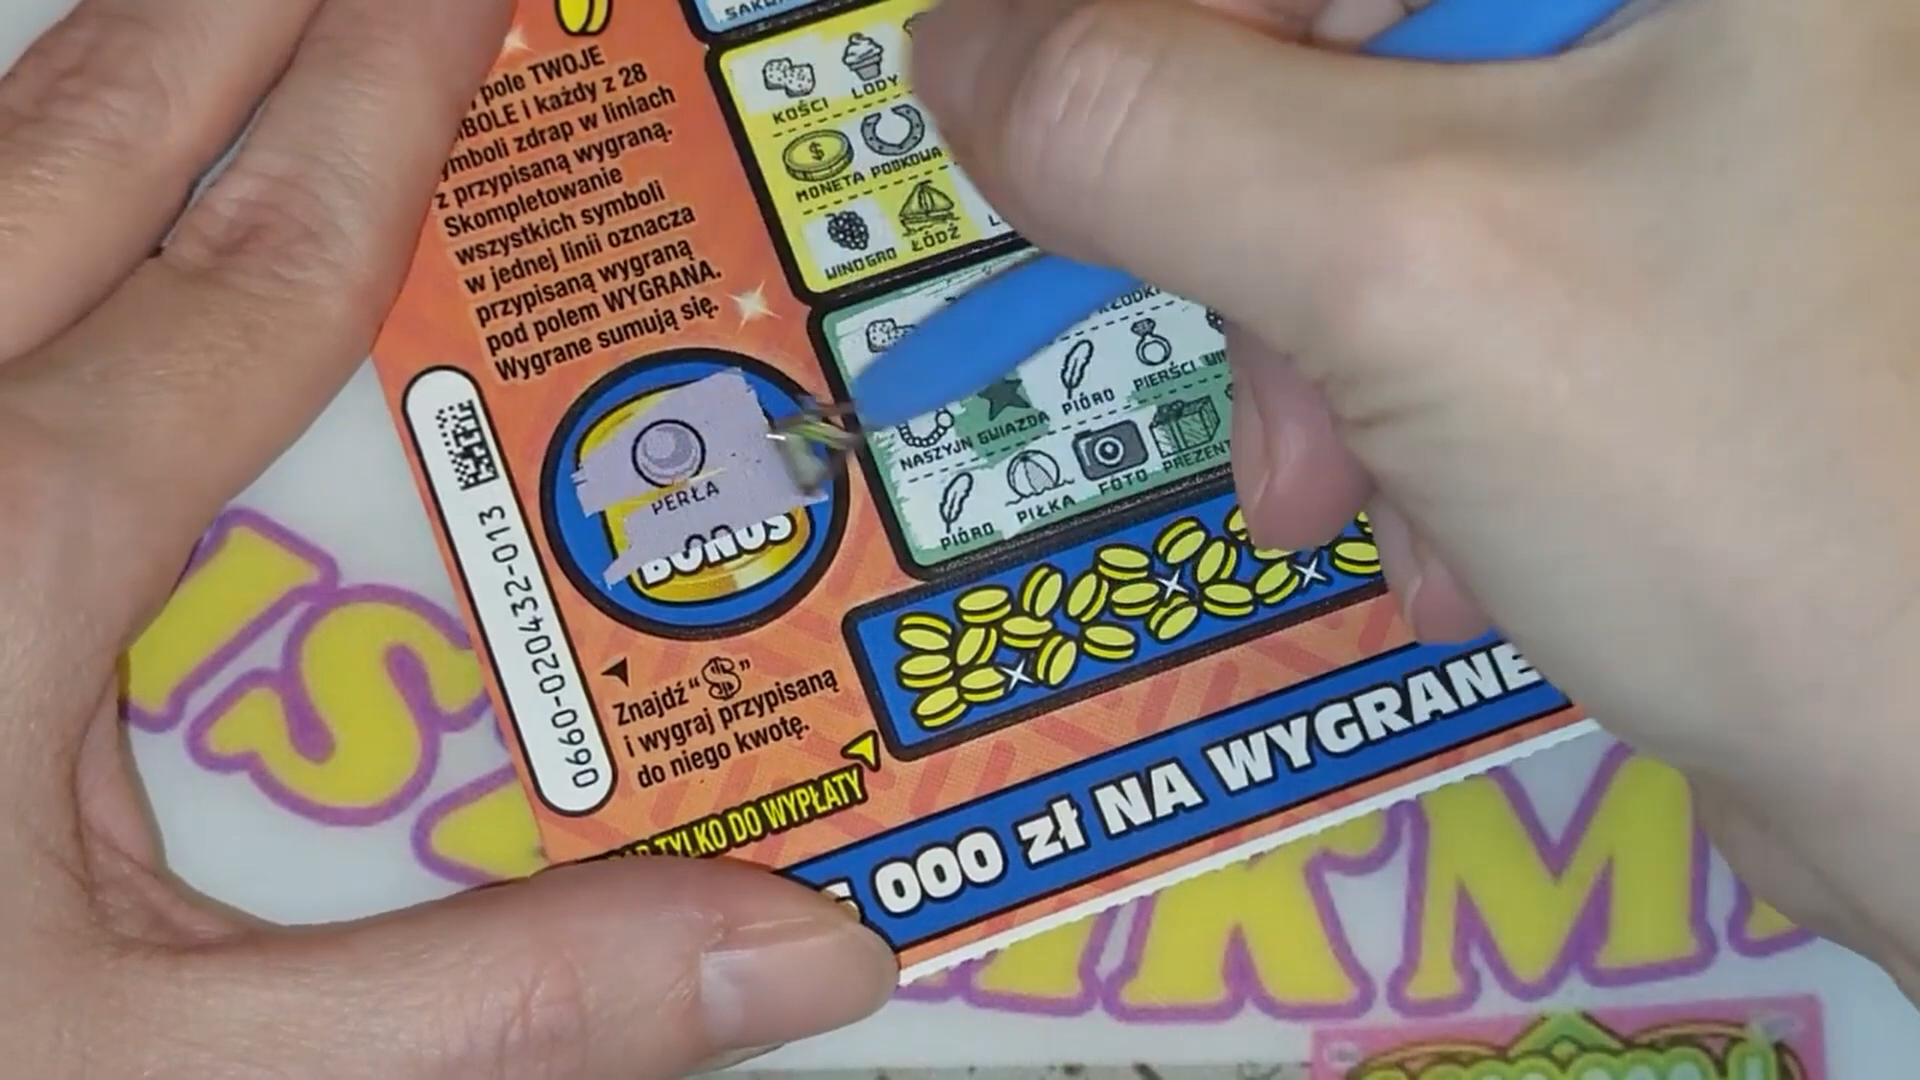 pole TWOJE
i każdy z 28
zdrap w liniach
z przypisaną wygraną.
Skompletowanie
wszystkich symboli
w jednej linii oznacza
przypisaną wygraną
pod polem WYGRANA.
Wygrane sumują się.
KOŚCI LODY
MONETA PODKOWA
WINOGRO ŁÓDŹ
NASZYJN GWIAZDA PIÓRO PIERŚCI
PIÓRO PIŁKA FOTO PREZENT
PERŁA
BONUS
0660-020432-013
Znajdź “$”
i wygraj przypisaną
do niego kwotę.
TYLKO DO WYPŁATY
000 zł NA WYGRANE